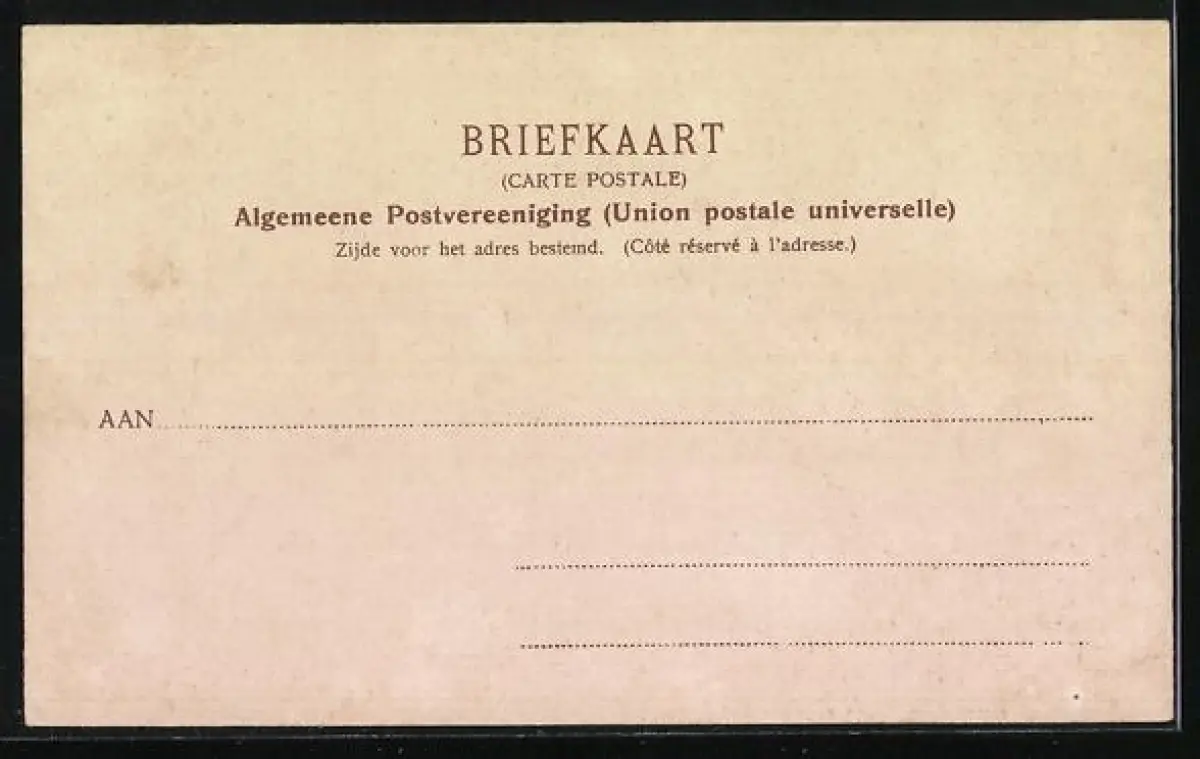 BRIEFKAART
(CARTE POSTALE)
Algemeene Postvereeniging (Union postale universelle)
Zijde voor het adres bestemd. (Côté réservé à l'adresse.)
AAN